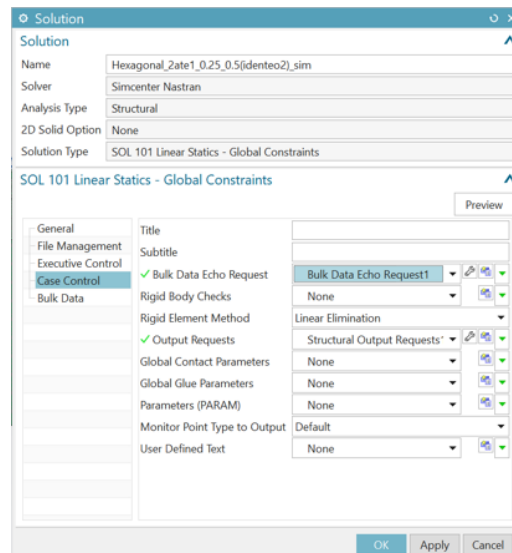 Solution
Solution
Name Hexagonal_2ate1_0.25_0.5(identeo2)_sim
Solver Simcenter Nastran
Analysis Type Structural
2D Solid Option None
Solution Type SOL 101 Linear Statics - Global Constraints
SOL 101 Linear Statics - Global Constraints
Preview
General
File Management
Executive Control
Case Control
Bulk Data
Title
Subtitle
Bulk Data Echo Request Bulk Data Echo Request1
Rigid Body Checks None
Rigid Element Method Linear Elimination
Output Requests Structural Output Requests
Global Contact Parameters None
Global Glue Parameters None
Parameters (PARAM) None
Monitor Point Type to Output Default
User Defined Text None
OK Apply Cancel